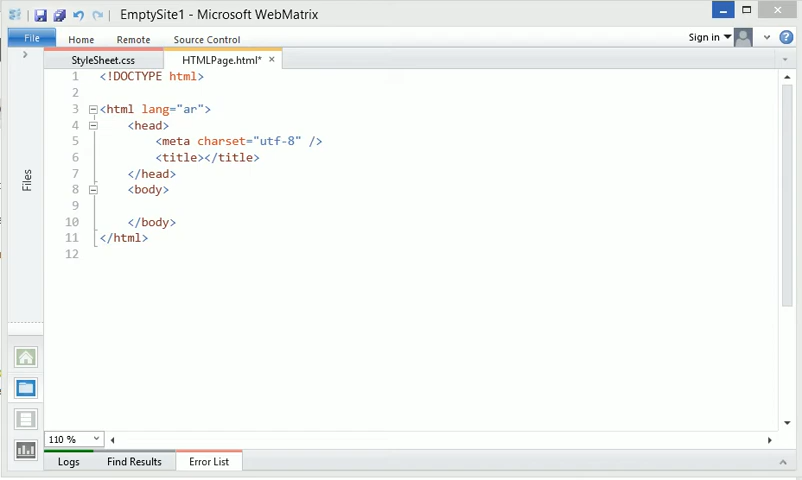 EmptySite1 - Microsoft WebMatrix
File Home Remote Source Control Sign in
StyleSheet.css HTMLPage.html*
1 <!DOCTYPE html>
2
3 <html lang="ar">
4 <head>
5 <meta charset="utf-8" />
6 <title></title>
7 </head>
8 <body>
9
10 </body>
11 </html>
12
Files
110 %
Logs Find Results Error List